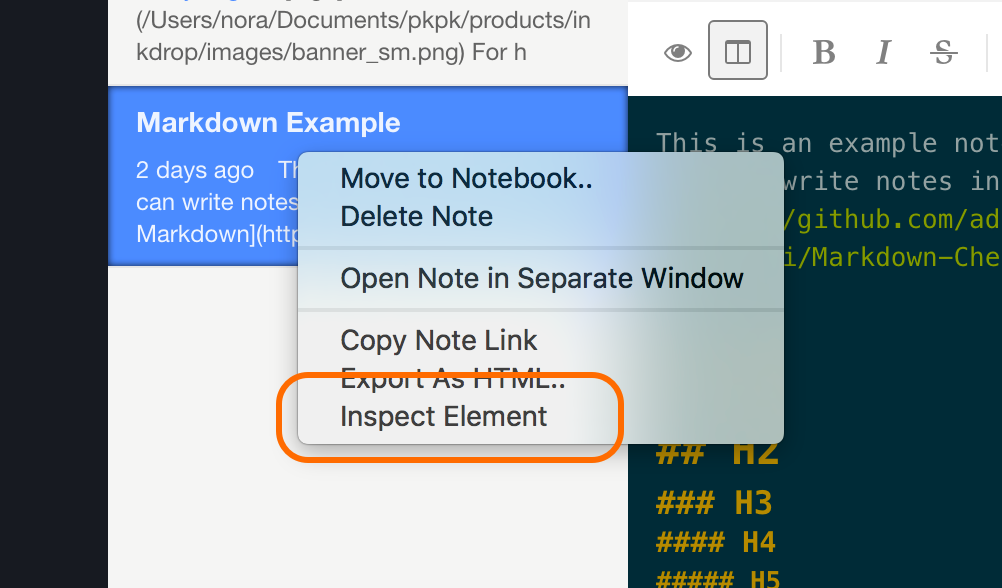 (/Users/nora/Documents/pkpk/products/in
kdrop/images/banner_sm.png) For h
Markdown Example
2 days ago Th
can write notes
Markdown](http
Move to Notebook..
Delete Note
Open Note in Separate Window
Copy Note Link
Export As HTML..
Inspect Element
B I S
This is an example not
write notes in
/github.com/ad
i/Markdown-Che
## H2
### H3
#### H4
##### H5